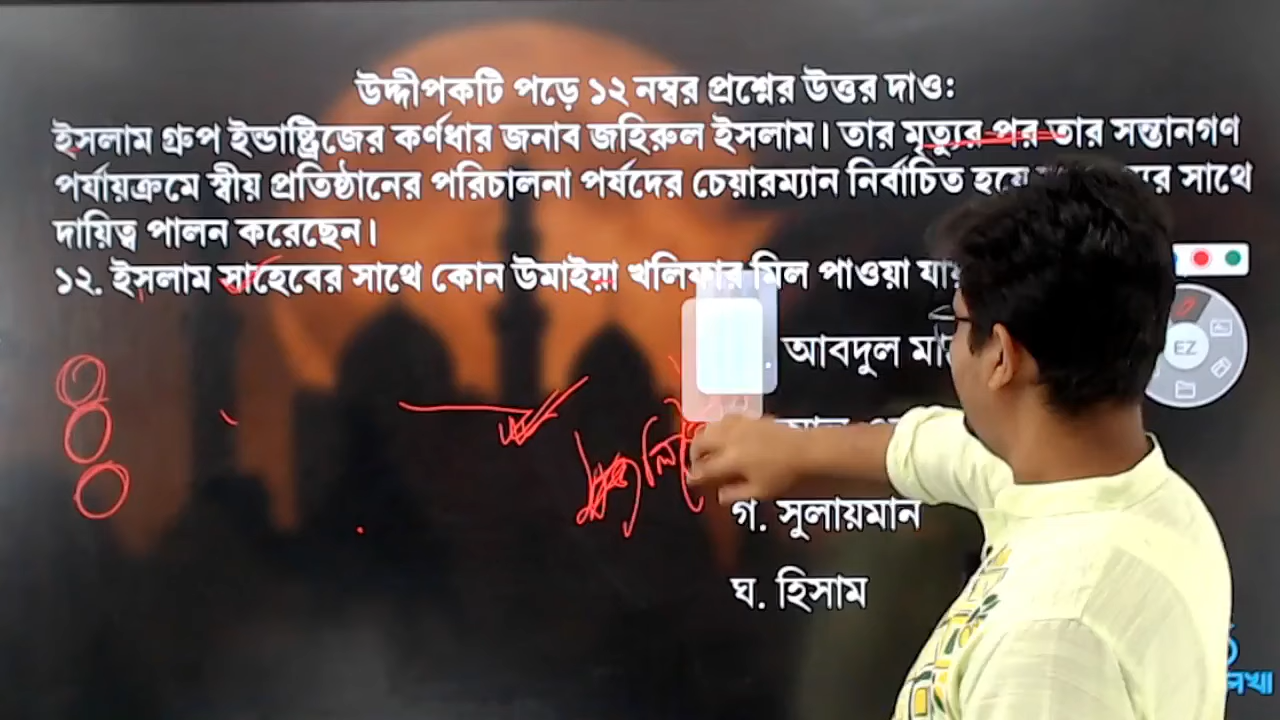 উদ্দীপকটি পড়ে ১২ নম্বর প্রশ্নের উত্তর দাও:
ইসলাম গ্রুপ ইন্ডাষ্ট্রিজের কর্ণধার জনাব জহিরুল ইসলাম। তার মৃত্যুর পর তার সন্তানগণ
পর্যায়ক্রমে স্বীয় প্রতিষ্ঠানের পরিচালনা পর্ষদের চেয়ারম্যান নির্বাচিত হয়ে সাথে
দায়িত্ব পালন করেছেন।
১২. ইসলাম সাহেবের সাথে কোন উমাইয়া খলিফার মিল পাওয়া যায়
আবদুল
গ. সুলায়মান
ঘ. হিসাম
EZ